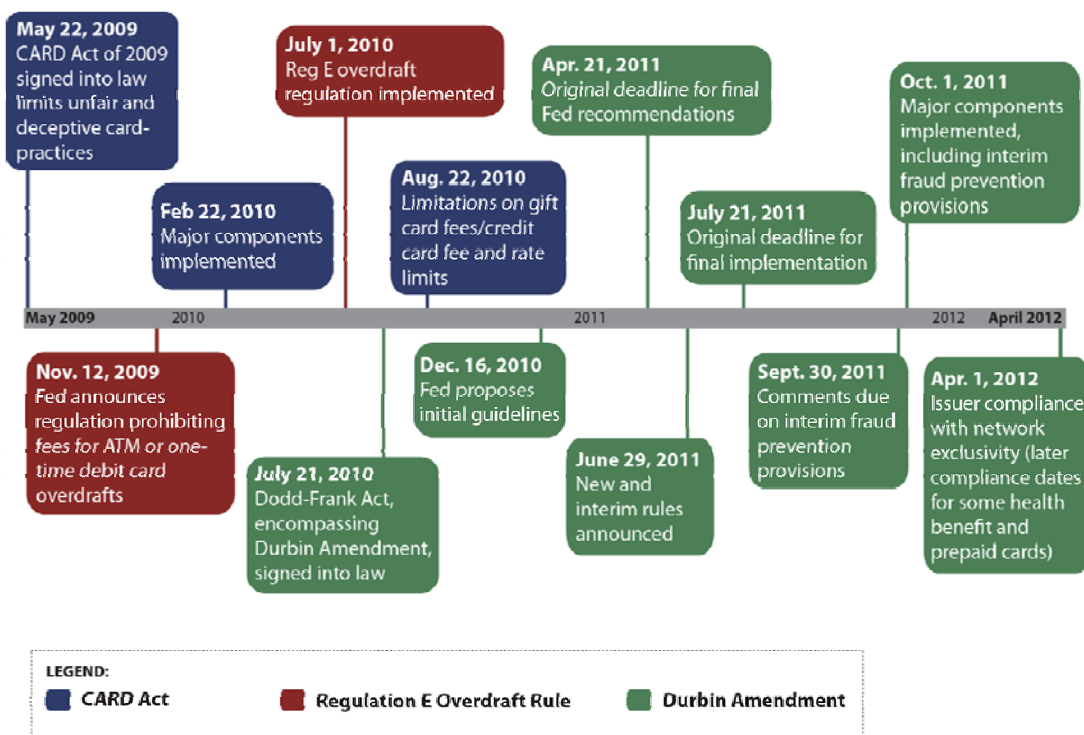 May 22, 2009
CARD Act of 2009
signed into law
limits unfair and
deceptive card-
practices
July 1, 2010
Reg E overdraft
regulation implemented
Apr. 21, 2011
Original deadline for final
Fed recommendations
Oct. 1, 2011
Major components
implemented,
including interim
fraud prevention
provisions
Feb 22, 2010
Major components
implemented
Aug. 22, 2010
Limitations on gift
card fees/credit
card fee and rate
limits
July 21, 2011
Original deadline for
final implementation
May 2009 2010 2011 2012 April 2012
Nov. 12, 2009
Fed announces
regulation prohibiting
fees for ATM or one-
time debit card
overdrafts
July 21, 2010
Dodd-Frank Act,
encompassing
Durbin Amendment,
signed into law
Dec. 16, 2010
Fed proposes
initial guidelines
June 29, 2011
New and
interim rules
announced
Sept. 30, 2011
Comments due
on interim fraud
prevention
provisions
Apr. 1, 2012
Issuer compliance
with network
exclusivity (later
compliance dates
for some health
benefit and
prepaid cards)
LEGEND:
CARD Act Regulation E Overdraft Rule Durbin Amendment